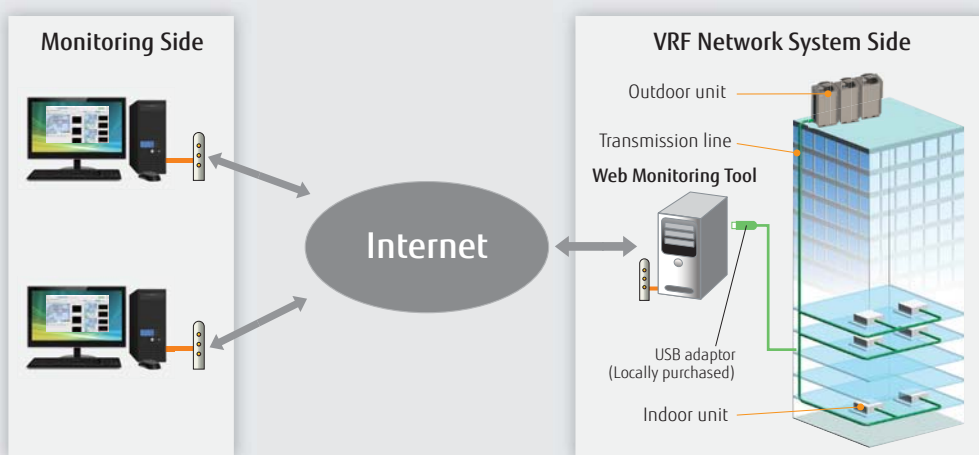 Monitoring Side
VRF Network System Side
Outdoor unit
Transmission line
Web Monitoring Tool
Internet
USB adaptor
(Locally purchased)
Indoor unit